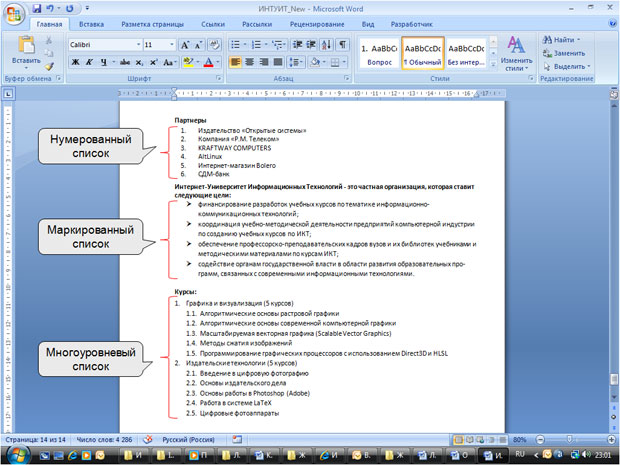 ИНТУИТ_New - Microsoft Word
Главная Вставка Разметка страницы Ссылки Рассылки Рецензирование Вид Разработчик
Calibri 11
Вставить
1. AaBbCc AaBbCcDc AaBbCcDc
Вопрос ¶ Обычный Без интер...
Изменить стили
Найти
Заменить
Выделить
Буфер обмена Шрифт Абзац Стили Редактирование
Нумерованный список
Маркированный список
Многоуровневый список
Партнеры
1. Издательство «Открытые системы»
2. Компания «Р.М. Телеком»
3. KRAFTWAY COMPUTERS
4. AltLinux
5. Интернет-магазин Bolero
6. СДМ-банк
Интернет-Университет Информационных Технологий - это частная организация, которая ставит
следующие цели:
➢ финансирование разработок учебных курсов по тематике информационно-
коммуникационных технологий;
➢ координация учебно-методической деятельности предприятий компьютерной индустрии
по созданию учебных курсов по ИКТ;
➢ обеспечение профессорско-преподавательских кадров вузов и их библиотек учебниками и
методическими материалами по курсам ИКТ;
➢ содействие органам государственной власти в области развития образовательных про-
грамм, связанных с современными информационными технологиями.
Курсы:
1. Графика и визуализация (5 курсов)
1.1. Алгоритмические основы растровой графики
1.2. Алгоритмические основы современной компьютерной графики
1.3. Масштабируемая векторная графика (Scalable Vector Graphics)
1.4. Методы сжатия изображений
1.5. Программирование графических процессоров с использованием Direct3D и HLSL
2. Издательские технологии (5 курсов)
2.1. Введение в цифровую фотографию
2.2. Основы издательского дела
2.3. Основы работы в Photoshop (Adobe)
2.4. Работа в системе LaTeX
2.5. Цифровые фотоаппараты
Страница: 14 из 14 Число слов: 4 286 Русский (Россия) 80%
RU 23:01